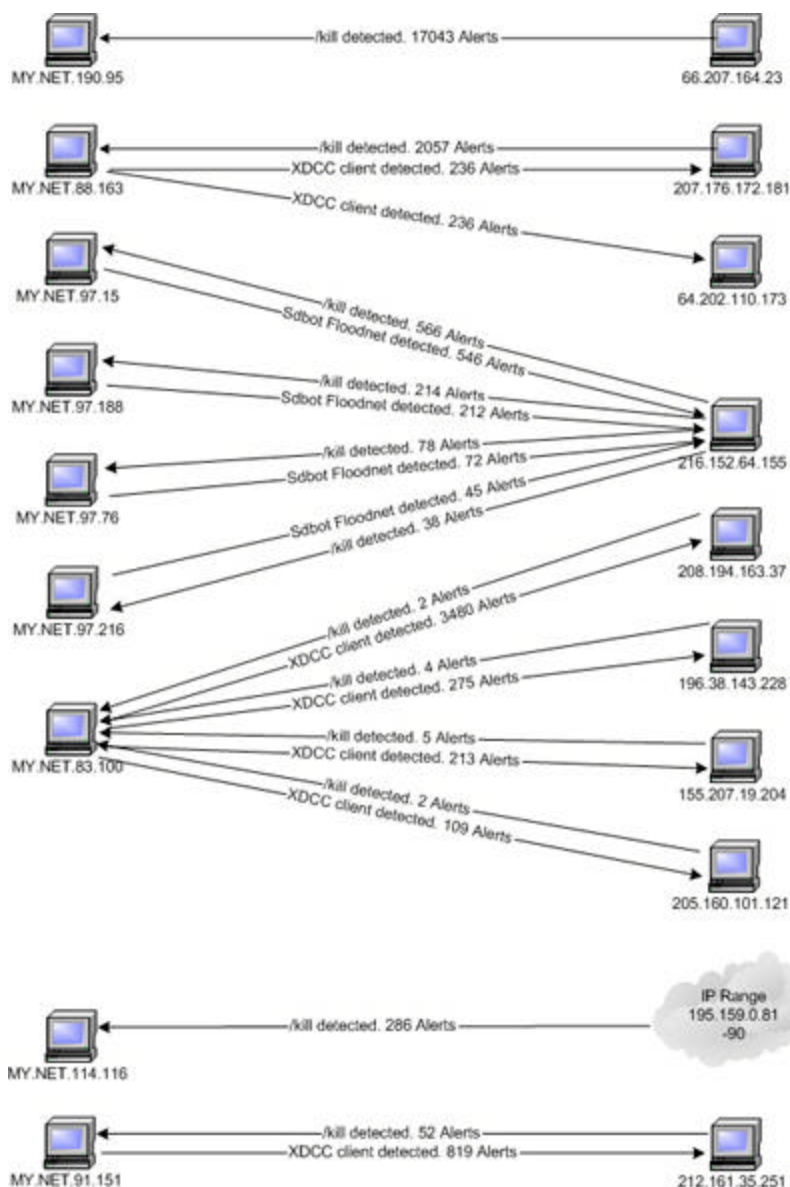 /kill detected. 17043 Alerts
MY.NET.190.95
66.207.164.23
/kill detected. 2057 Alerts
XDCC client detected. 236 Alerts
MY.NET.88.163
207.176.172.181
XDCC client detected. 236 Alerts
MY.NET.97.15
64.202.110.173
/kill detected. 566 Alerts
Sdbot Floodnet detected. 546 Alerts
/kill detected. 214 Alerts
Sdbot Floodnet detected. 212 Alerts
MY.NET.97.188
/kill detected. 78 Alerts
Sdbot Floodnet detected. 72 Alerts
216.152.64.155
MY.NET.97.76
Sdbot Floodnet detected. 45 Alerts
/kill detected. 38 Alerts
208.194.163.37
MY.NET.97.216
/kill detected. 2 Alerts
XDCC client detected. 3480 Alerts
/kill detected. 4 Alerts
XDCC client detected. 275 Alerts
196.38.143.228
/kill detected. 5 Alerts
XDCC client detected. 213 Alerts
MY.NET.83.100
155.207.19.204
/kill detected. 2 Alerts
XDCC client detected. 109 Alerts
205.160.101.121
IP Range
195.159.0.81
-90
/kill detected. 286 Alerts
MY.NET.114.116
/kill detected. 52 Alerts
XDCC client detected. 819 Alerts
MY.NET.91.151
212.161.35.251